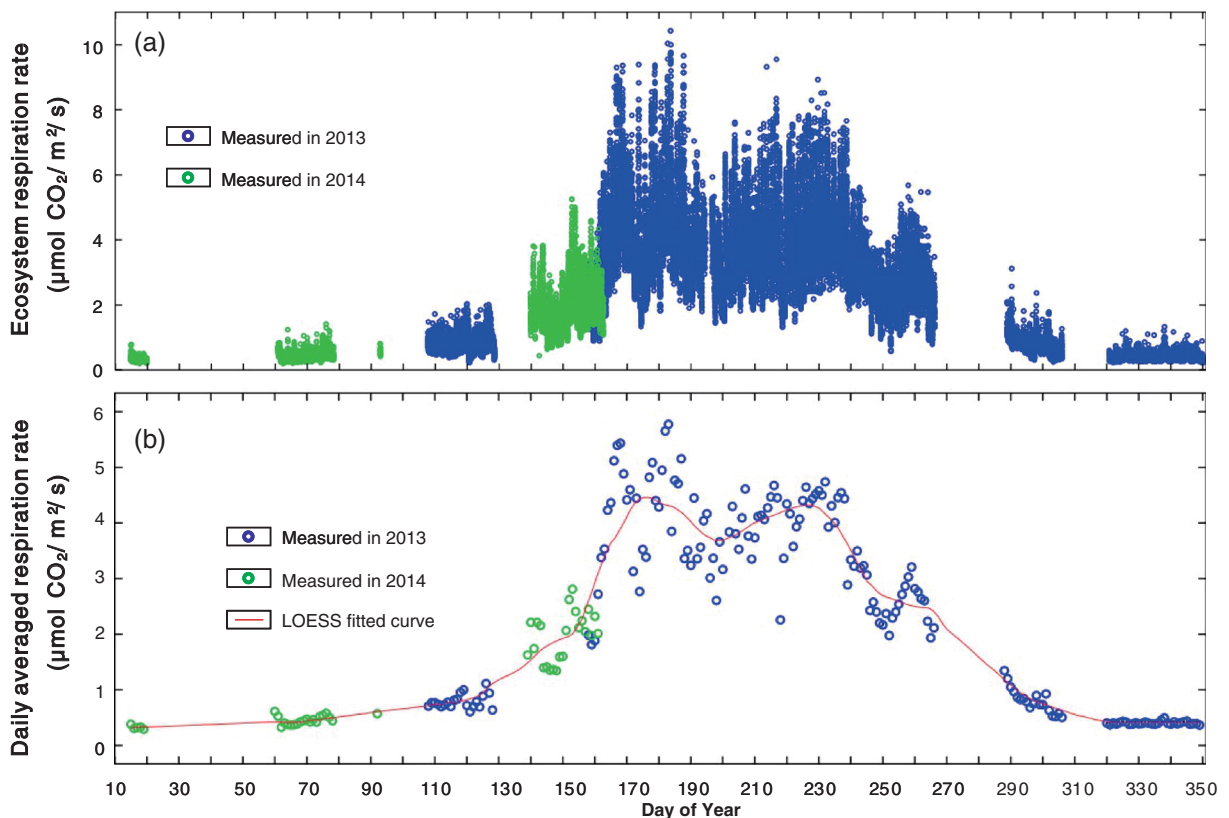 (a)
Ecosystem respiration rate
(μmol CO₂/ m²/ s)
10
8
6
4
2
0
Measured in 2013
Measured in 2014
(b)
Daily averaged respiration rate
(μmol CO₂/ m²/ s)
6
5
4
3
2
1
0
Measured in 2013
Measured in 2014
LOESS fitted curve
10 30 50 70 90 110 130 150 170 190 210 230 250 270 290 310 330 350
Day of Year